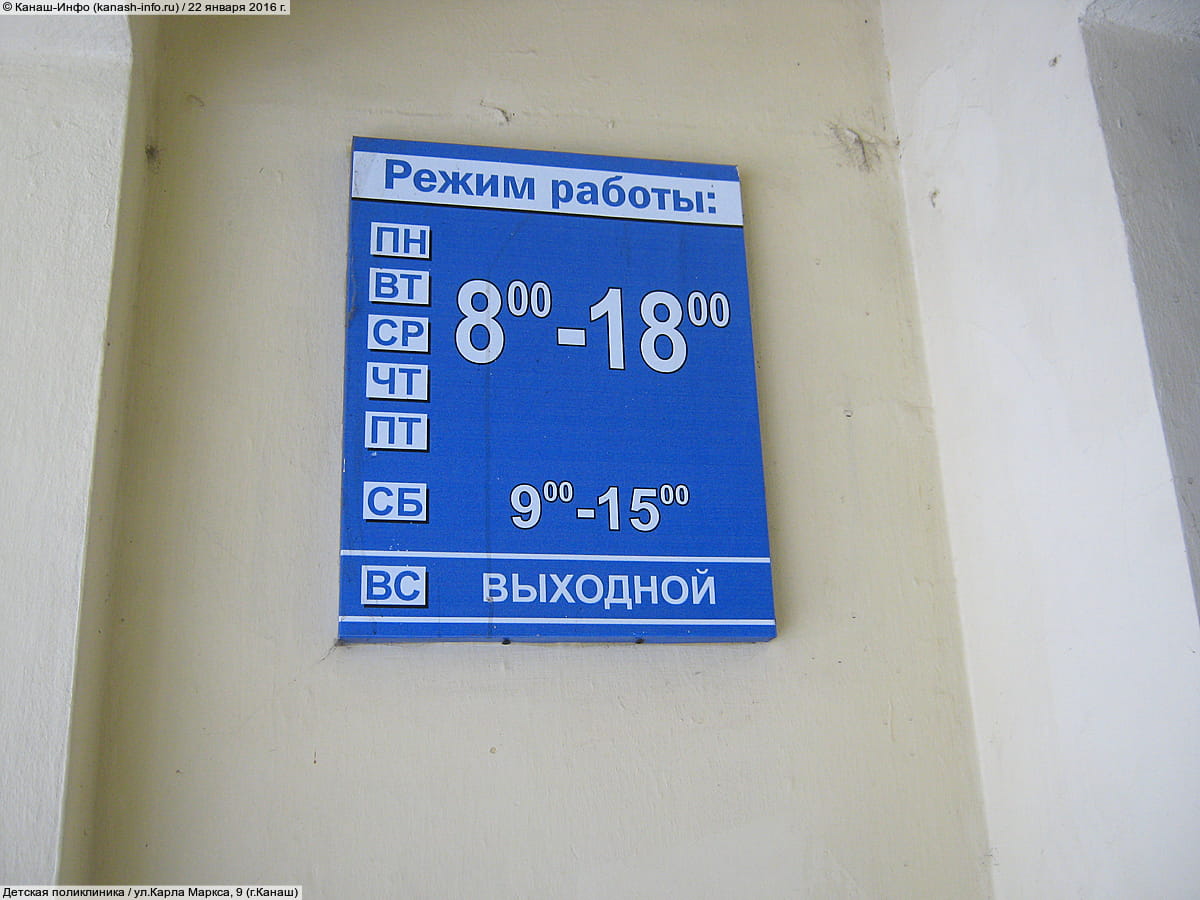 © Канаш-Инфо (kanash-info.ru) / 22 января 2016 г.
Режим работы:
ПН
ВТ
8⁰⁰-18⁰⁰
СР
ЧТ
ПТ
СБ 9⁰⁰-15⁰⁰
ВС ВЫХОДНОЙ
Детская поликлиника / ул.Карла Маркса, 9 (г.Канаш)